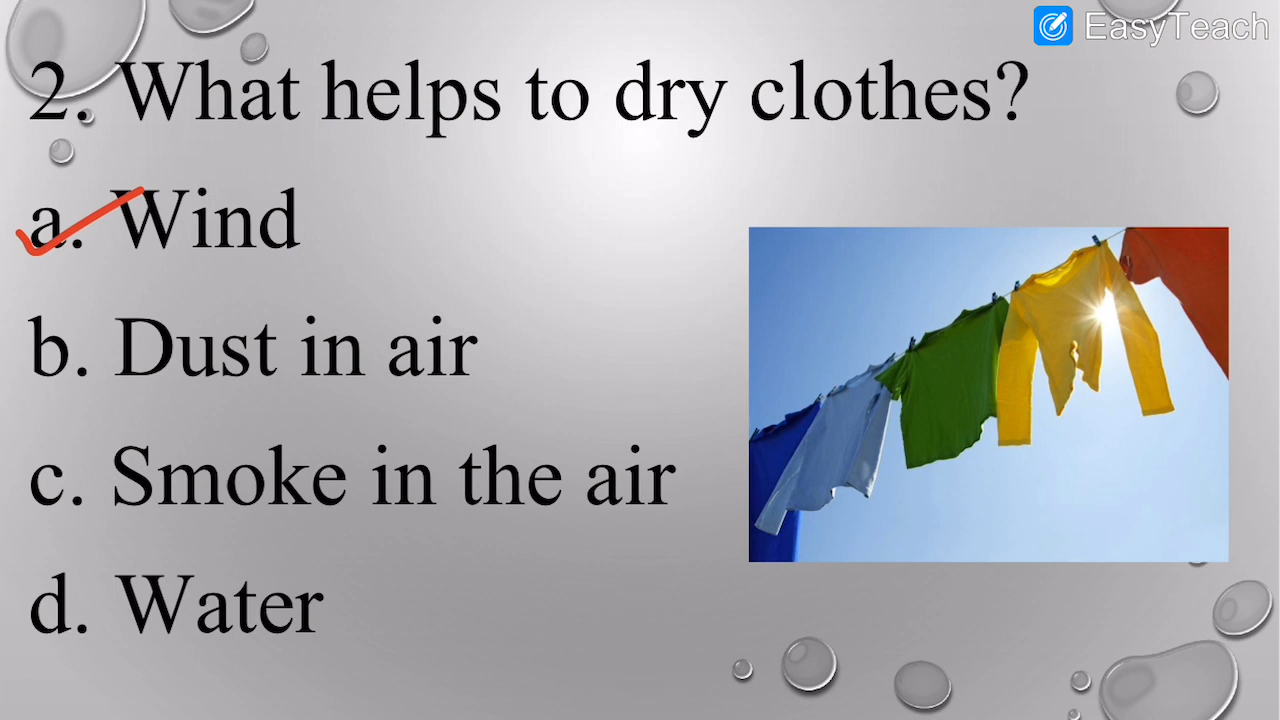 EasyTeach
2. What helps to dry clothes?
a. Wind
b. Dust in air
c. Smoke in the air
d. Water